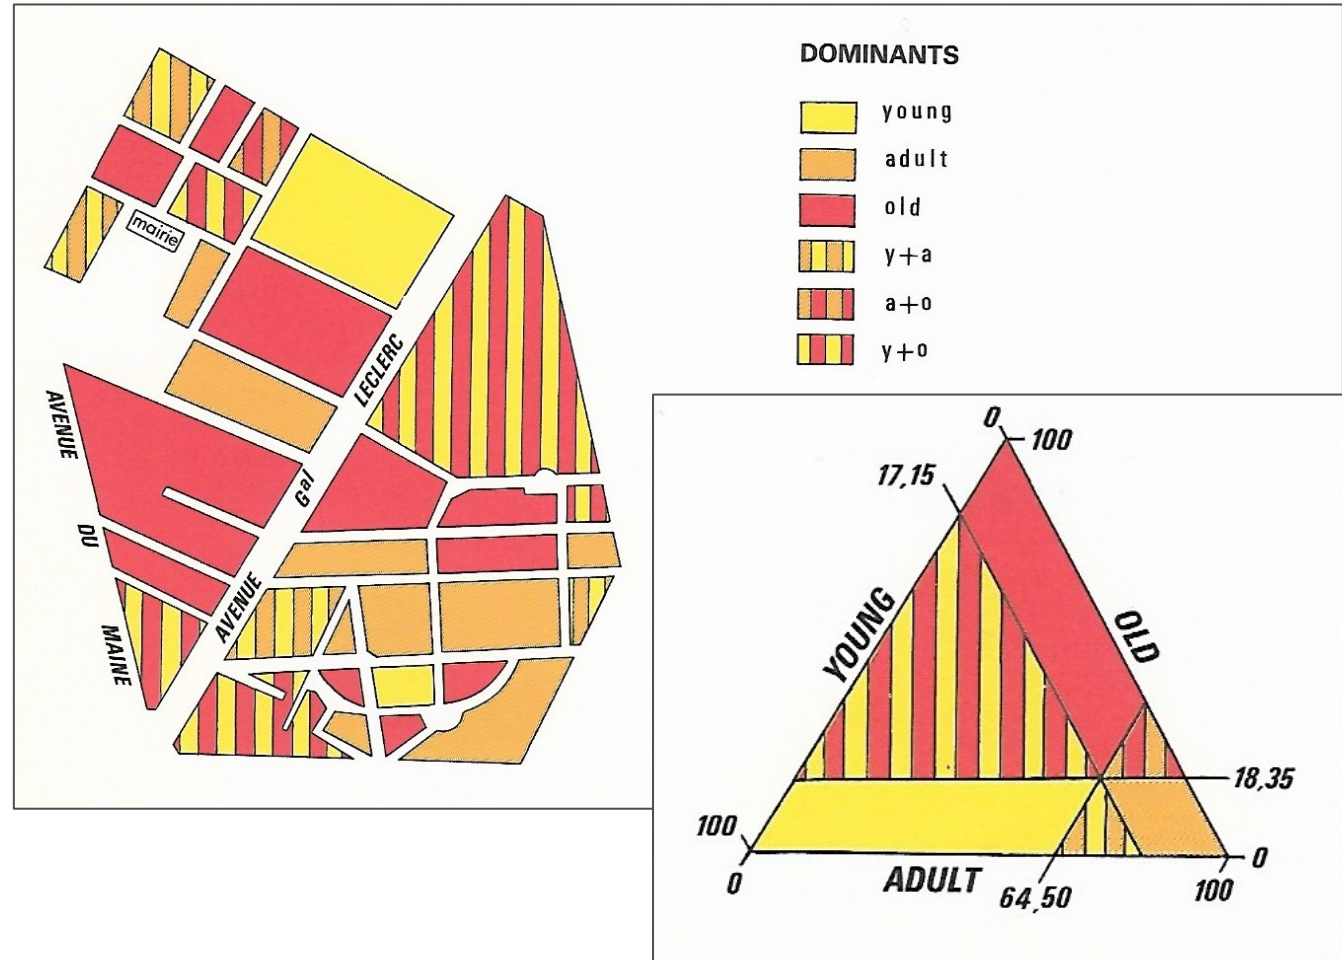 DOMINANTS
young
adult
old
y+a
a+o
y+o
mairie
LECLERC
Gal
AVENUE
AVENUE
DU
MAINE
0
100
17,15
YOUNG
OLD
18,35
100
0
0
ADULT
64,50
100